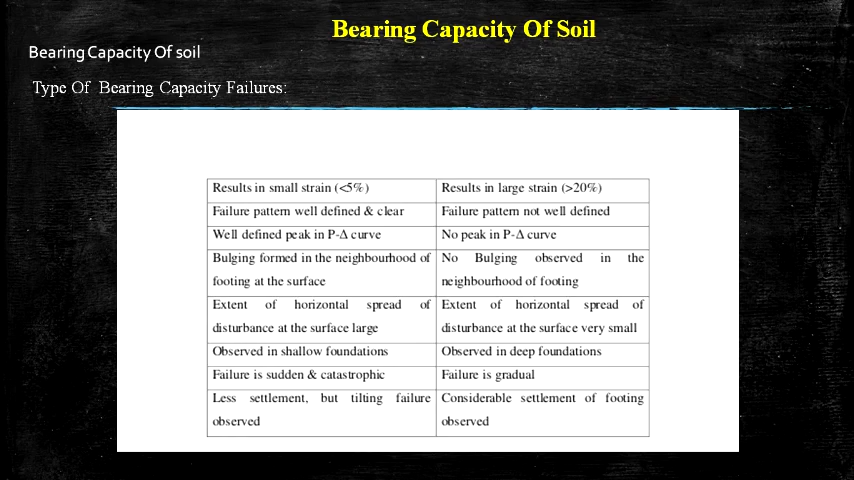 Bearing Capacity Of Soil
Bearing Capacity Of soil
Type Of Bearing Capacity Failures:
Results in small strain (<5%)
Results in large strain (>20%)
Failure pattern well defined & clear
Failure pattern not well defined
Well defined peak in P-Δ curve
No peak in P-Δ curve
Bulging formed in the neighbourhood of
footing at the surface
No Bulging observed in the
neighbourhood of footing
Extent of horizontal spread of
disturbance at the surface large
Extent of horizontal spread of
disturbance at the surface very small
Observed in shallow foundations
Observed in deep foundations
Failure is sudden & catastrophic
Failure is gradual
Less settlement, but tilting failure
observed
Considerable settlement of footing
observed